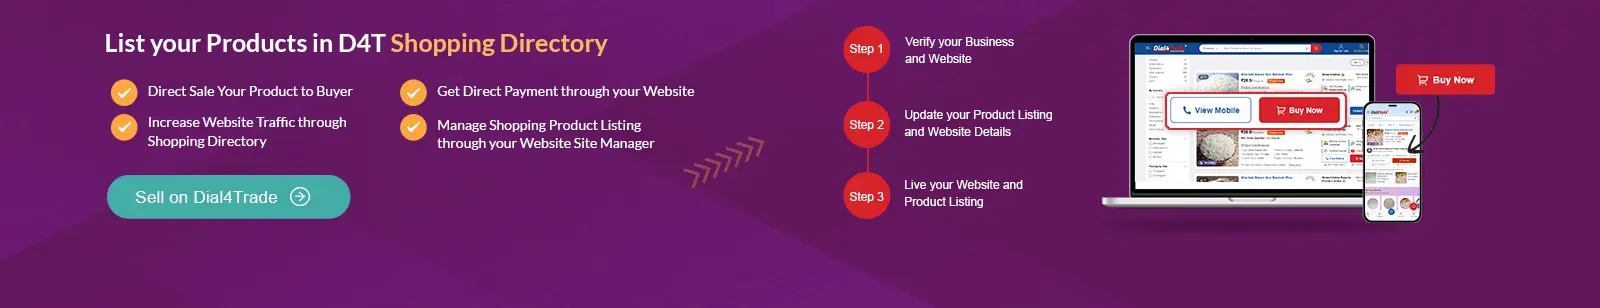 List your Products in D4T Shopping Directory
Direct Sale Your Product to Buyer
Increase Website Traffic through
Shopping Directory
Get Direct Payment through your Website
Manage Shopping Product Listing
through your Website Site Manager
Sell on Dial4Trade
Step 1
Verify your Business
and Website
Step 2
Update your Product Listing
and Website Details
Step 3
Live your Website and
Product Listing
Dial4Trade
View Mobile
Buy Now
Buy Now